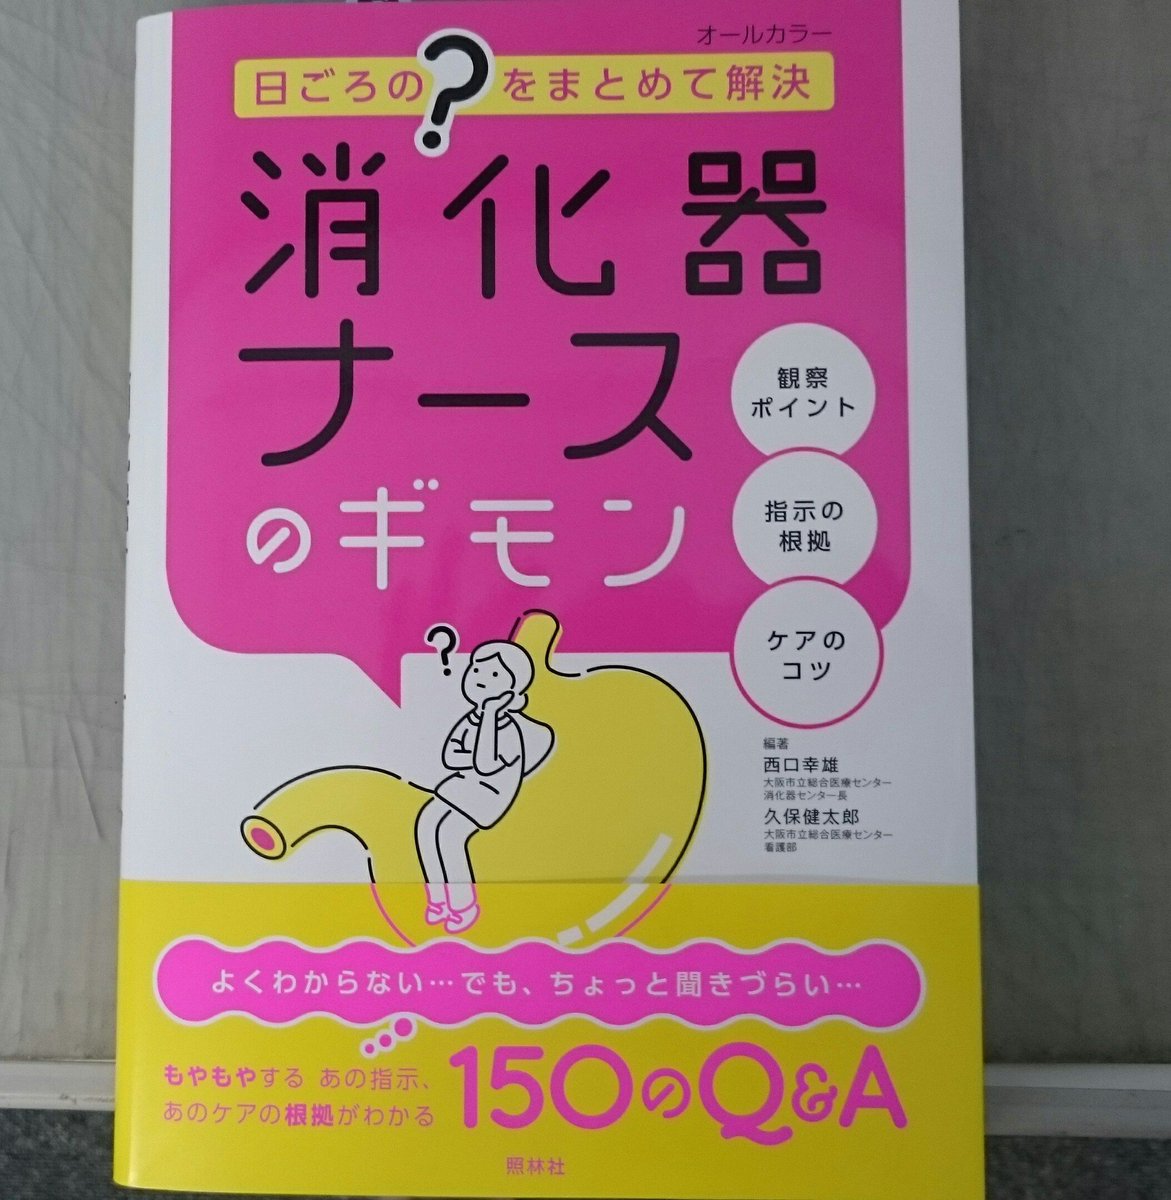 オールカラー
日ごろの?をまとめて解決
消化器
ナース
のギモン
観察
ポイント
指示の
根拠
ケアの
コツ
?
編著
西口幸雄
大阪市立総合医療センター
消化器センター長
久保健太郎
大阪市立総合医療センター
看護部
よくわからない…でも、ちょっと聞きづらい…
もやもやする あの指示、
あのケアの根拠がわかる
150のQ&A
照林社